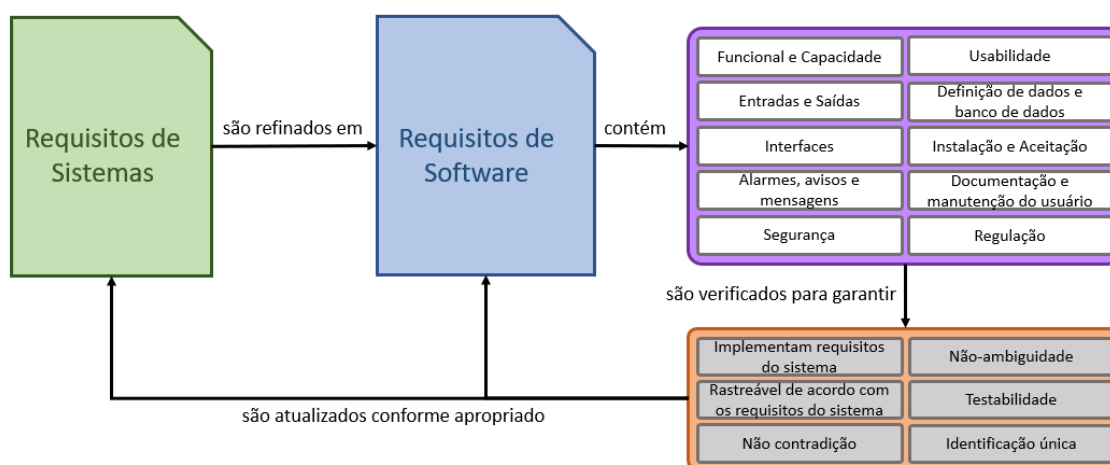 Requisitos de
Sistemas
são refinados em
Requisitos de
Software
contém
Funcional e Capacidade
Usabilidade
Entradas e Saídas
Definição de dados e
banco de dados
Interfaces
Instalação e Aceitação
Alarmes, avisos e
mensagens
Documentação e
manutenção do usuário
Segurança
Regulação
são verificados para garantir
Implementam requisitos
do sistema
Não-ambiguidade
Rastreável de acordo com
os requisitos do sistema
Testabilidade
Não contradição
Identificação única
são atualizados conforme apropriado